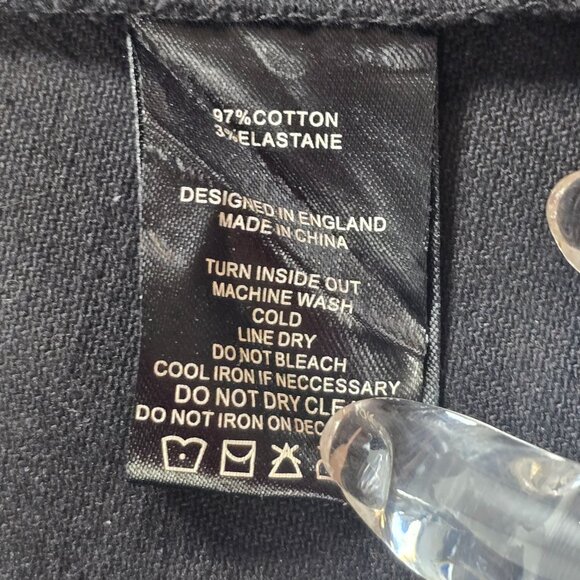 97%COTTON
3%ELASTANE
DESIGNED IN ENGLAND
MADE IN CHINA
TURN INSIDE OUT
MACHINE WASH
COLD
LINE DRY
DO NOT BLEACH
COOL IRON IF NECCESSARY
DO NOT DRY
DO NOT IRON ON